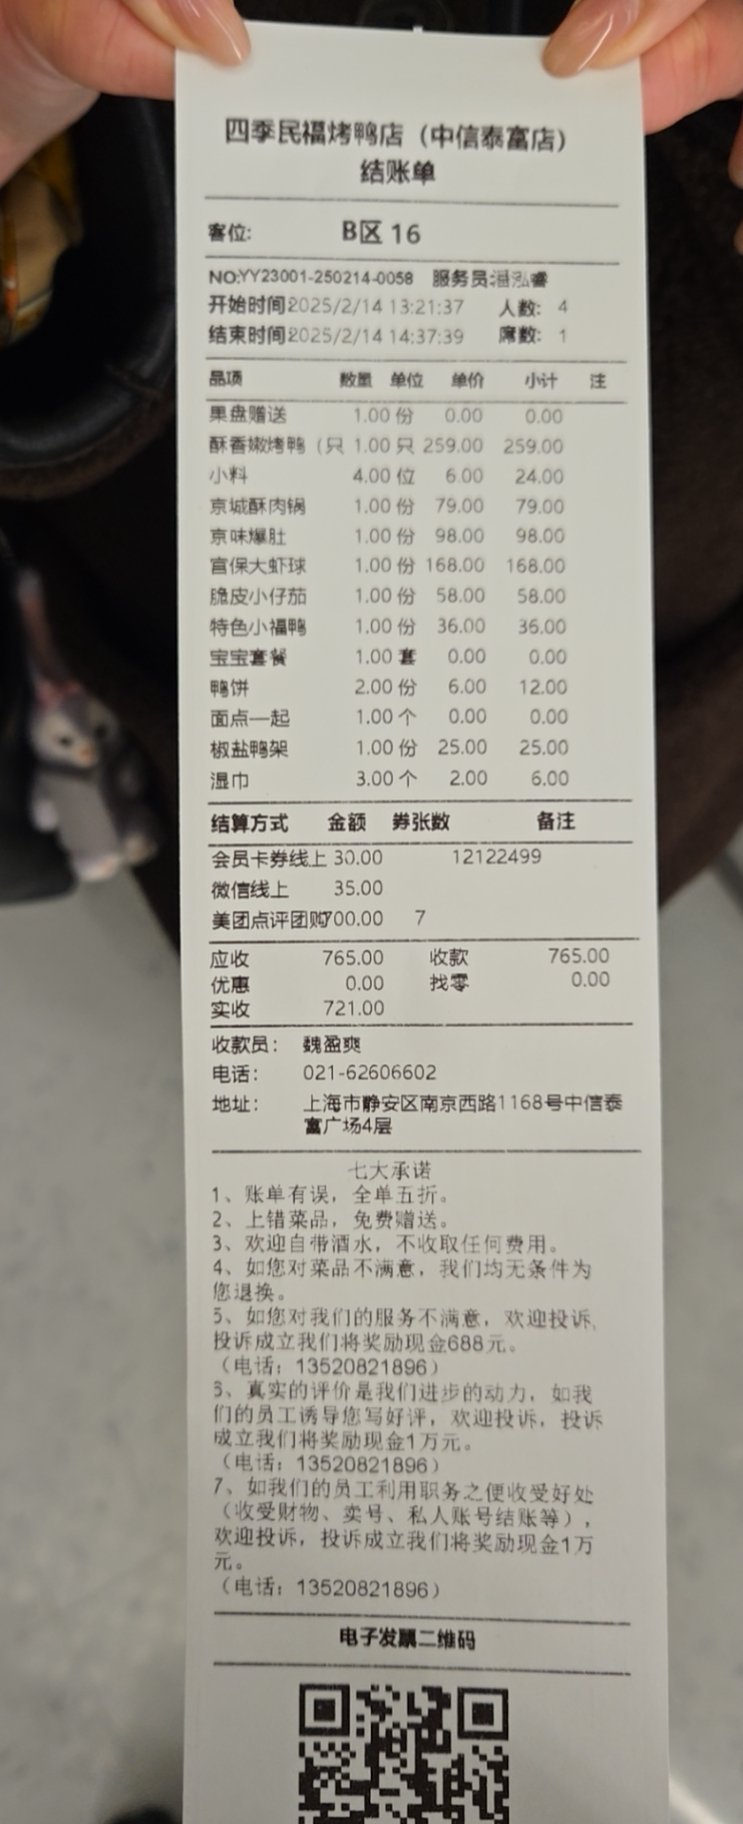 四季民福烤鸭店（中信泰富店）
结账单
客位： B区 16
NO:YY23001-250214-0058 服务员:泓睿
开始时间:2025/2/14 13:21:37 人数： 4
结束时间:2025/2/14 14:37:39 席数： 1
品项 数量 单位 单价 小计 注
果盘赠送 1.00 份 0.00 0.00
酥香嫩烤鸭（只 1.00 只 259.00 259.00
小料 4.00 位 6.00 24.00
京城酥肉锅 1.00 份 79.00 79.00
京味爆肚 1.00 份 98.00 98.00
宫保大虾球 1.00 份 168.00 168.00
脆皮小仔茄 1.00 份 58.00 58.00
特色小福鸭 1.00 份 36.00 36.00
宝宝套餐 1.00 套 0.00 0.00
鸭饼 2.00 份 6.00 12.00
面点一起 1.00 个 0.00 0.00
椒盐鸭架 1.00 份 25.00 25.00
湿巾 3.00 个 2.00 6.00
结算方式 金额 券张数 备注
会员卡券线上 30.00 12122499
微信线上 35.00
美团点评团购700.00 7
应收 765.00 收款 765.00
优惠 0.00 找零 0.00
实收 721.00
收款员： 魏盈爽
电话： 021-62606602
地址： 上海市静安区南京西路1168号中信泰
富广场4层
七大承诺
1、账单有误，全单五折。
2、上错菜品，免费赠送。
3、欢迎自带酒水，不收取任何费用。
4、如您对菜品不满意，我们均无条件为
您退换。
5、如您对我们的服务不满意，欢迎投诉，
投诉成立我们将奖励现金688元。
（电话：13520821896）
6、真实的评价是我们进步的动力，如我
们的员工诱导您写好评，欢迎投诉，投诉
成立我们将奖励现金1万元。
（电话：13520821896）
7、如我们的员工利用职务之便收受好处
（收受财物、卖号、私人账号结账等），
欢迎投诉，投诉成立我们将奖励现金1万
元。
（电话：13520821896）
电子发票二维码